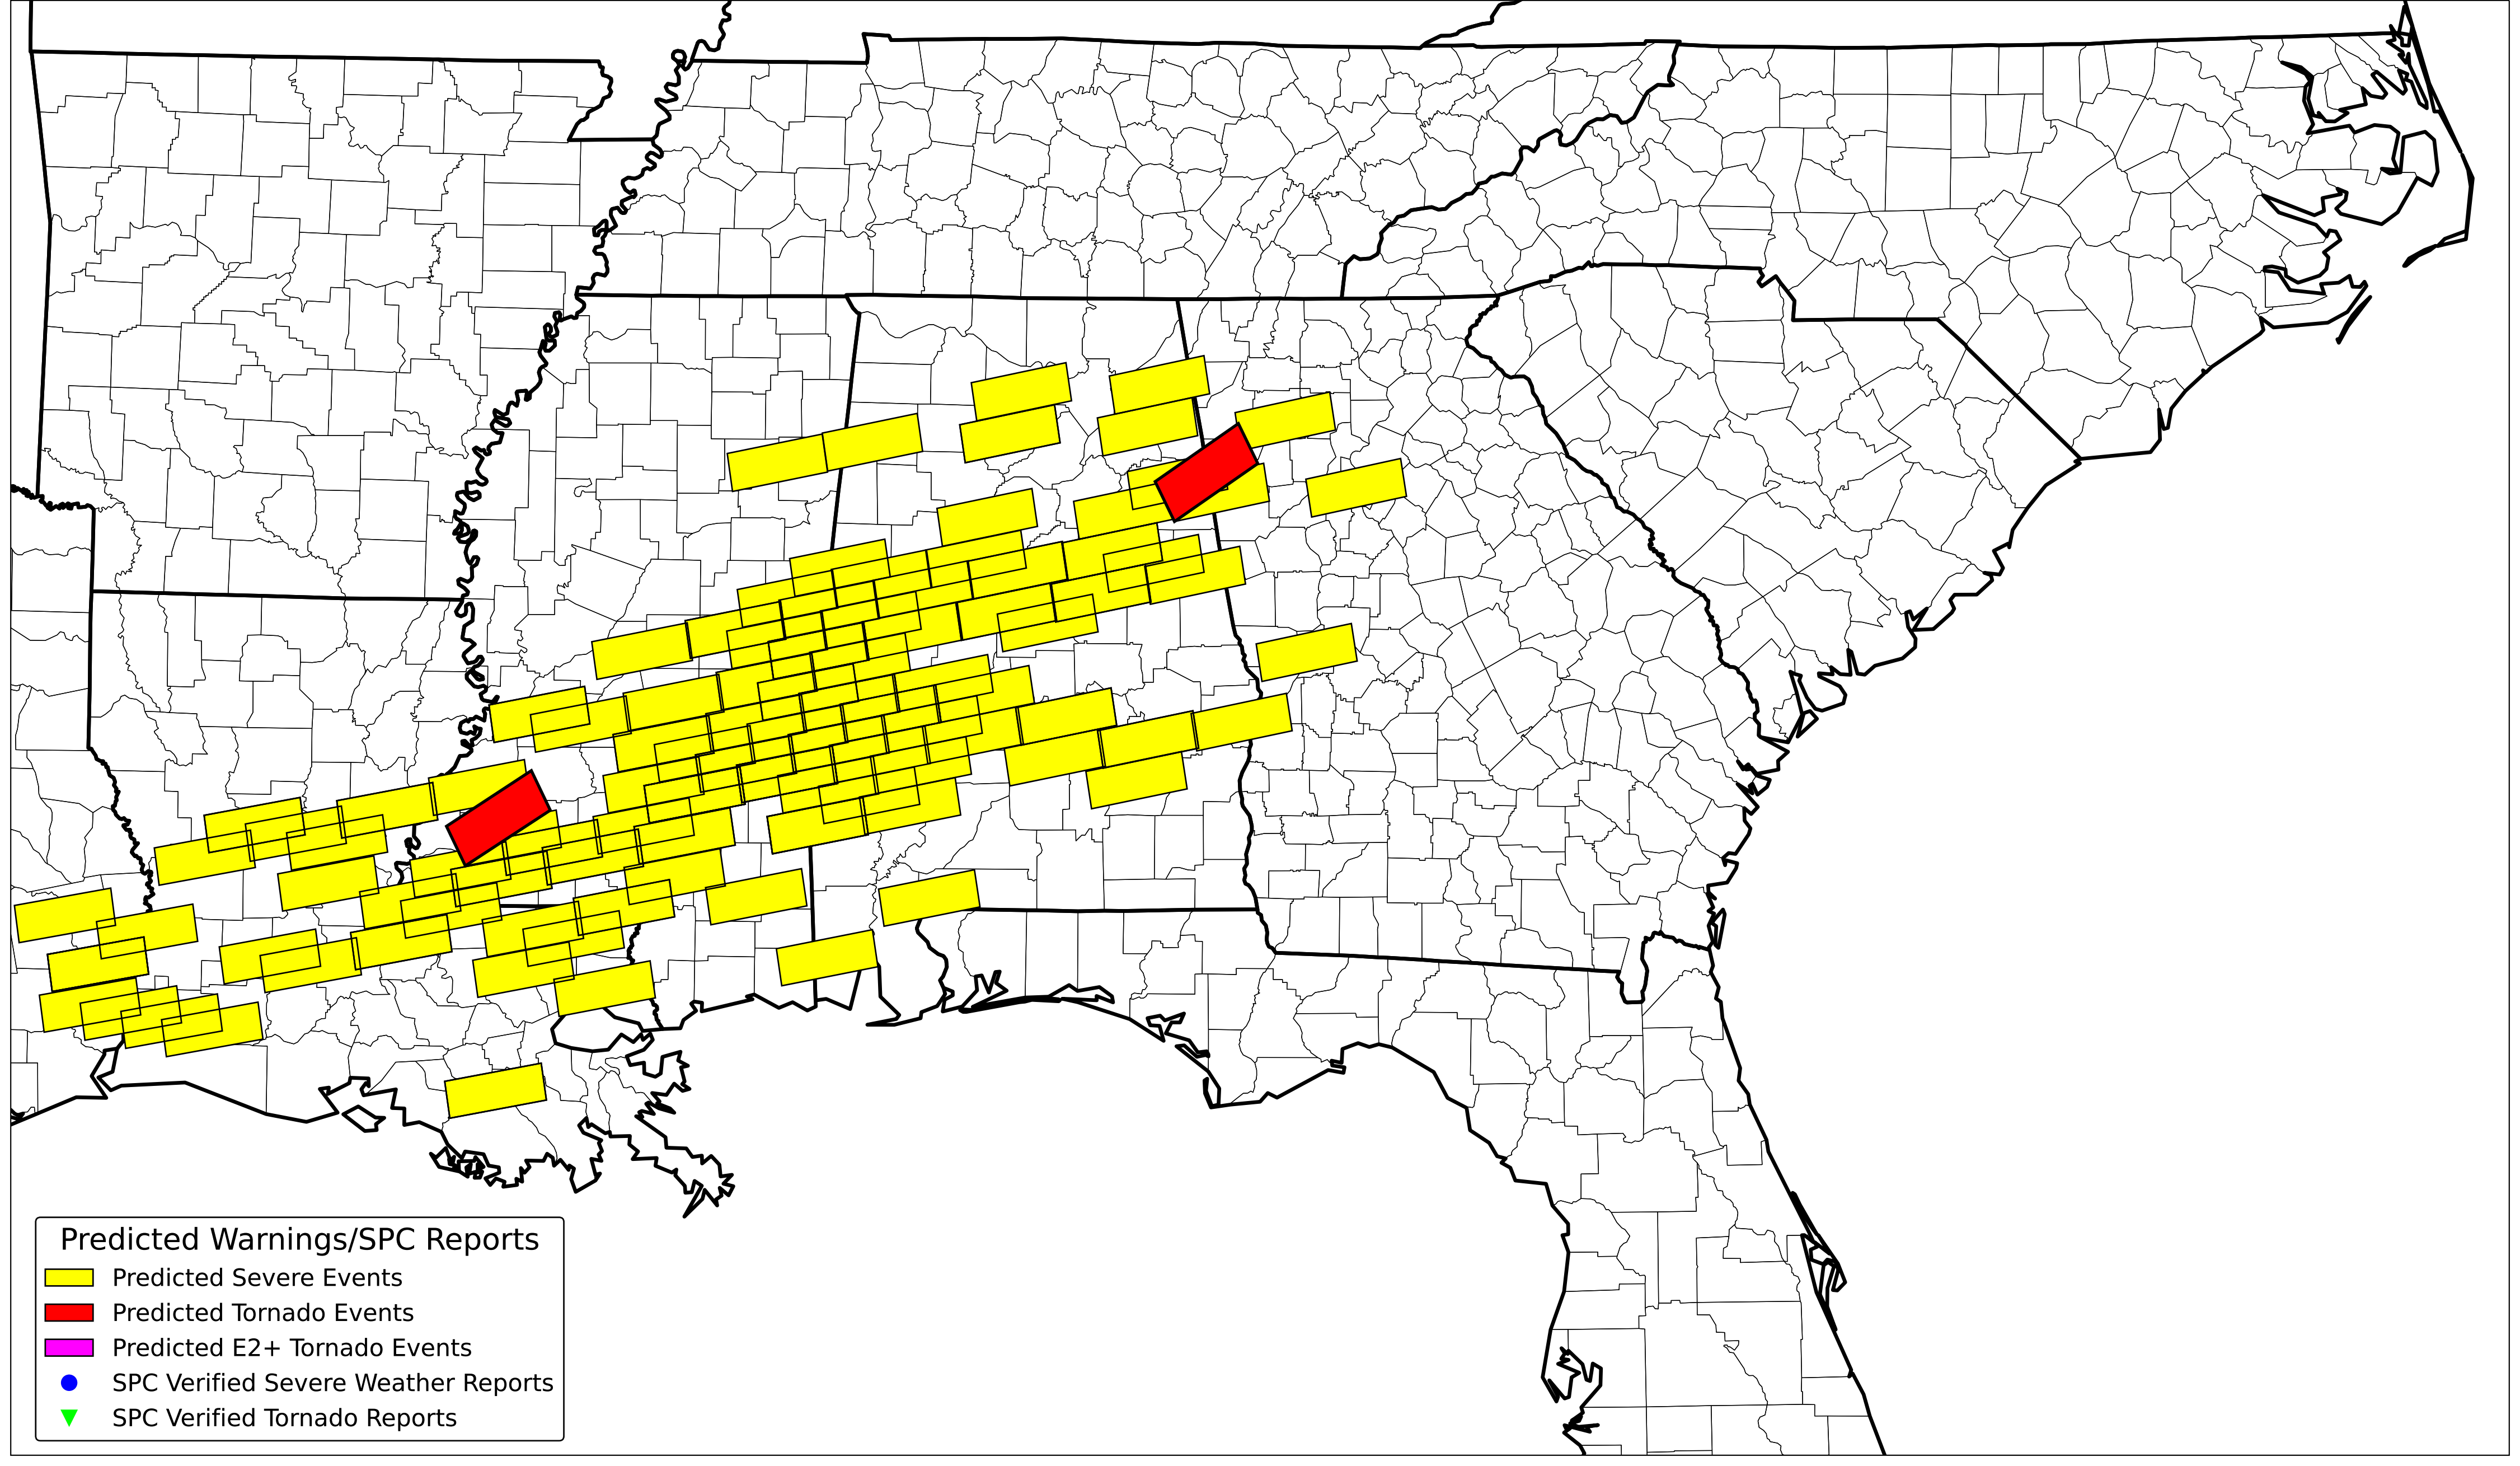 Predicted Warnings/SPC Reports
Predicted Severe Events
Predicted Tornado Events
Predicted E2+ Tornado Events
SPC Verified Severe Weather Reports
SPC Verified Tornado Reports